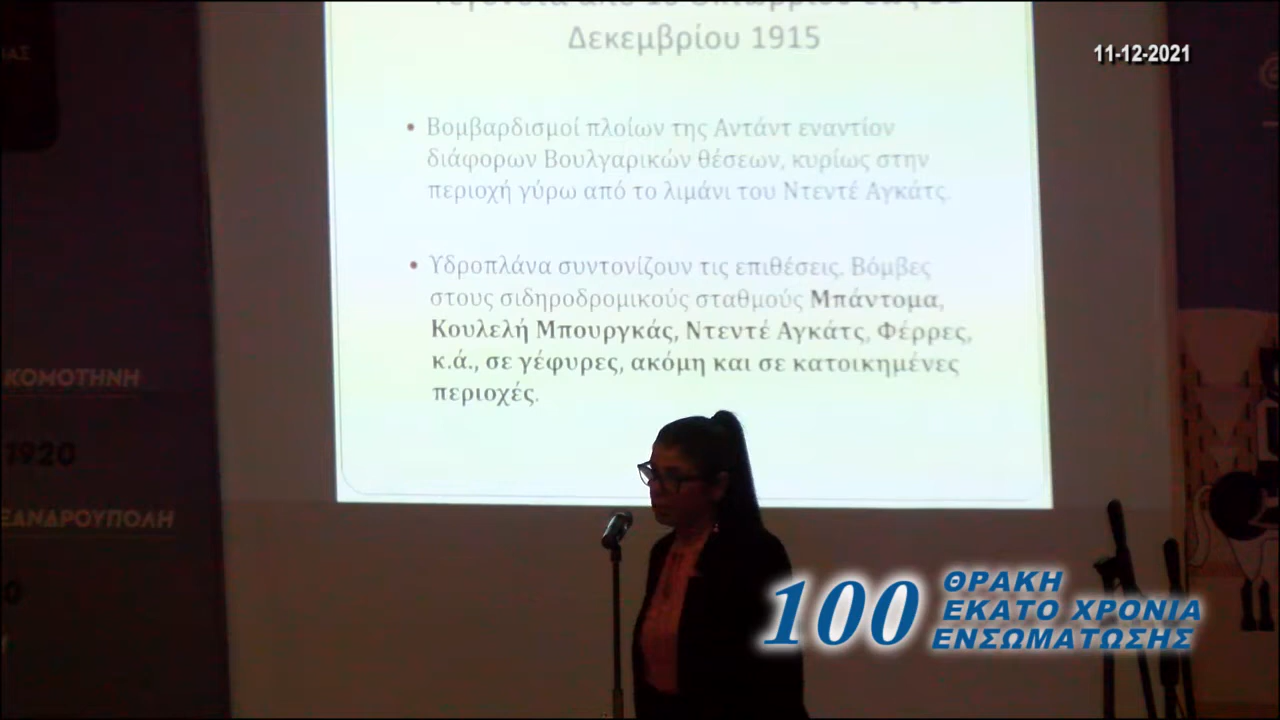 Δεκεμβρίου 1915
11-12-2021
• Βομβαρδισμοί πλοίων της Αντάντ εναντίον
διάφορων Βουλγαρικών θέσεων, κυρίως στην
περιοχή γύρω από το λιμάνι του Ντεντέ Αγκάτς.
• Υδροπλάνα συντονίζουν τις επιθέσεις. Βόμβες
στους σιδηροδρομικούς σταθμούς Μπάντομα,
Κουλελή Μπουργκάς, Ντεντέ Αγκάτς, Φέρρες,
κ.ά., σε γέφυρες, ακόμη και σε κατοικημένες
περιοχές.
ΚΟΜΟΤΗΝΗ
1920
ΞΑΝΔΡΟΥΠΟΛΗ
100 ΘΡΑΚΗ
ΕΚΑΤΟ ΧΡΟΝΙΑ
ΕΝΣΩΜΑΤΩΣΗΣ